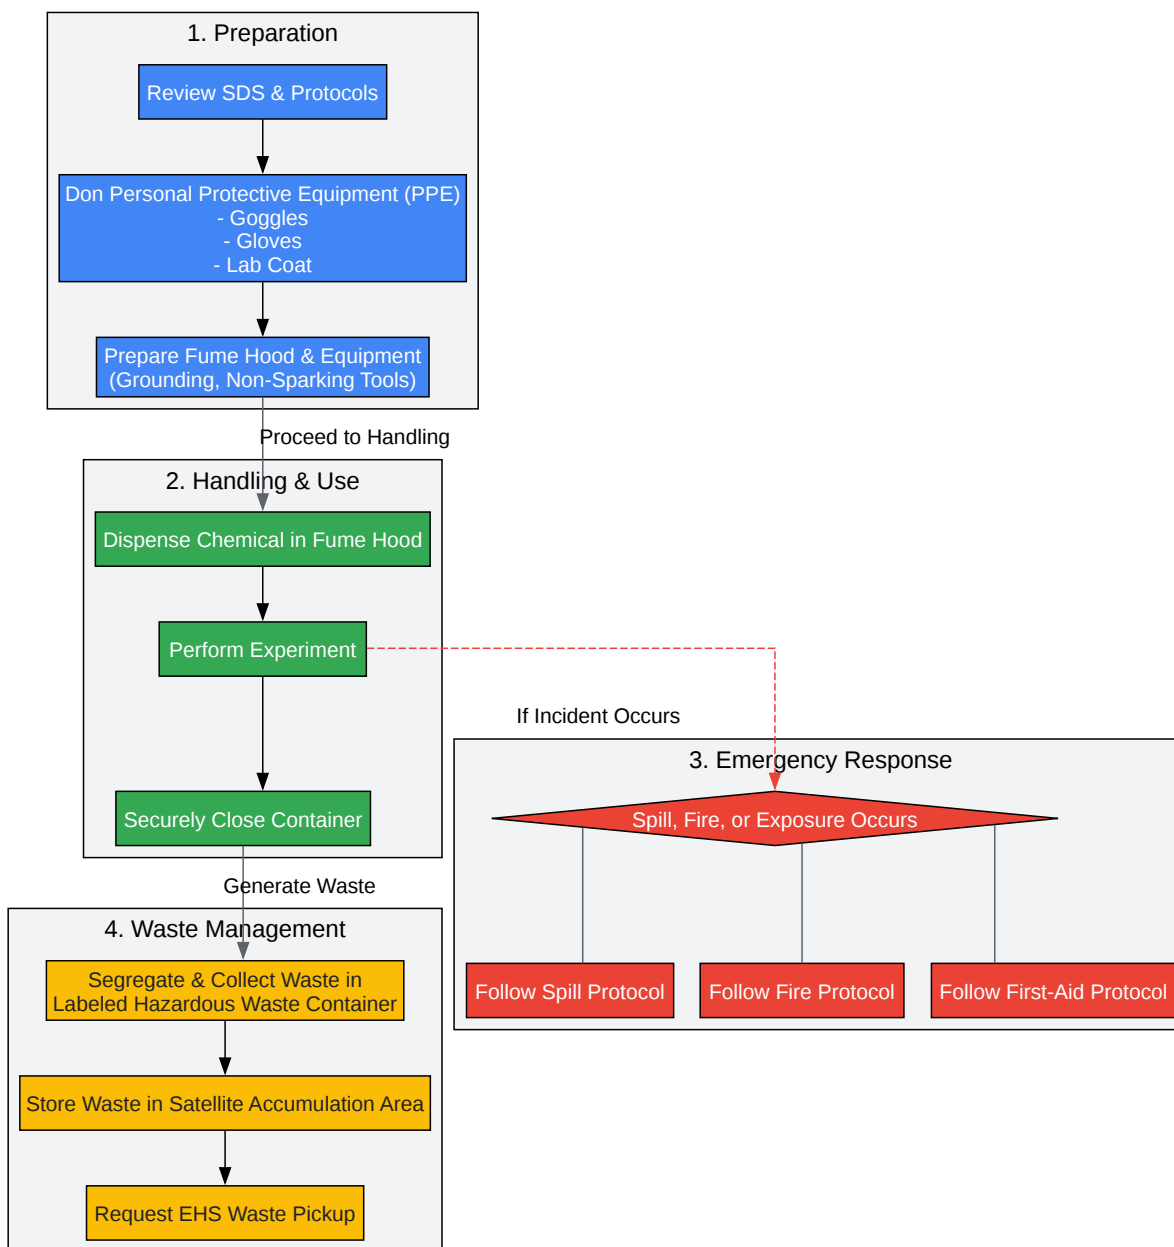 1. Preparation
Review SDS & Protocols
Don Personal Protective Equipment (PPE)
- Goggles
- Gloves
- Lab Coat
Prepare Fume Hood & Equipment
(Grounding, Non-Sparking Tools)
Proceed to Handling
2. Handling & Use
Dispense Chemical in Fume Hood
Perform Experiment
Securely Close Container
If Incident Occurs
3. Emergency Response
Spill, Fire, or Exposure Occurs
Follow Spill Protocol
Follow Fire Protocol
Follow First-Aid Protocol
Generate Waste
4. Waste Management
Segregate & Collect Waste in
Labeled Hazardous Waste Container
Store Waste in Satellite Accumulation Area
Request EHS Waste Pickup